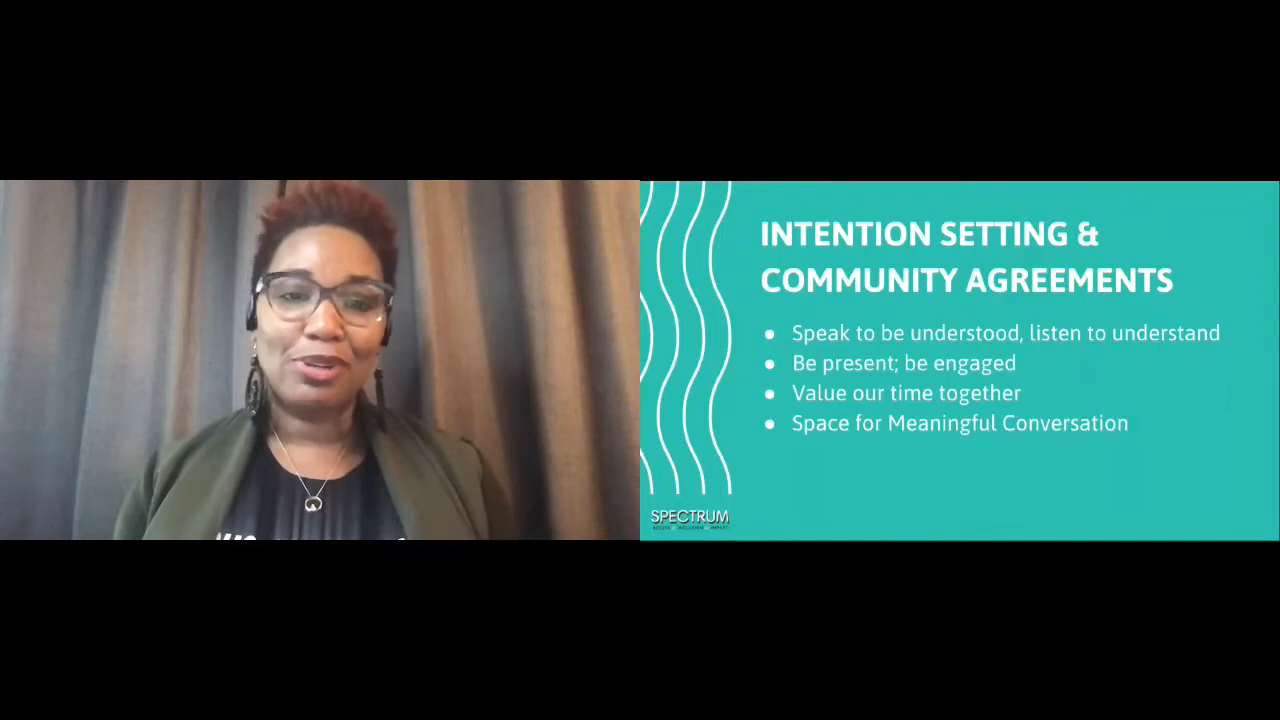 INTENTION SETTING &
COMMUNITY AGREEMENTS
● Speak to be understood, listen to understand
● Be present; be engaged
● Value our time together
● Space for Meaningful Conversation
SPECTRUM